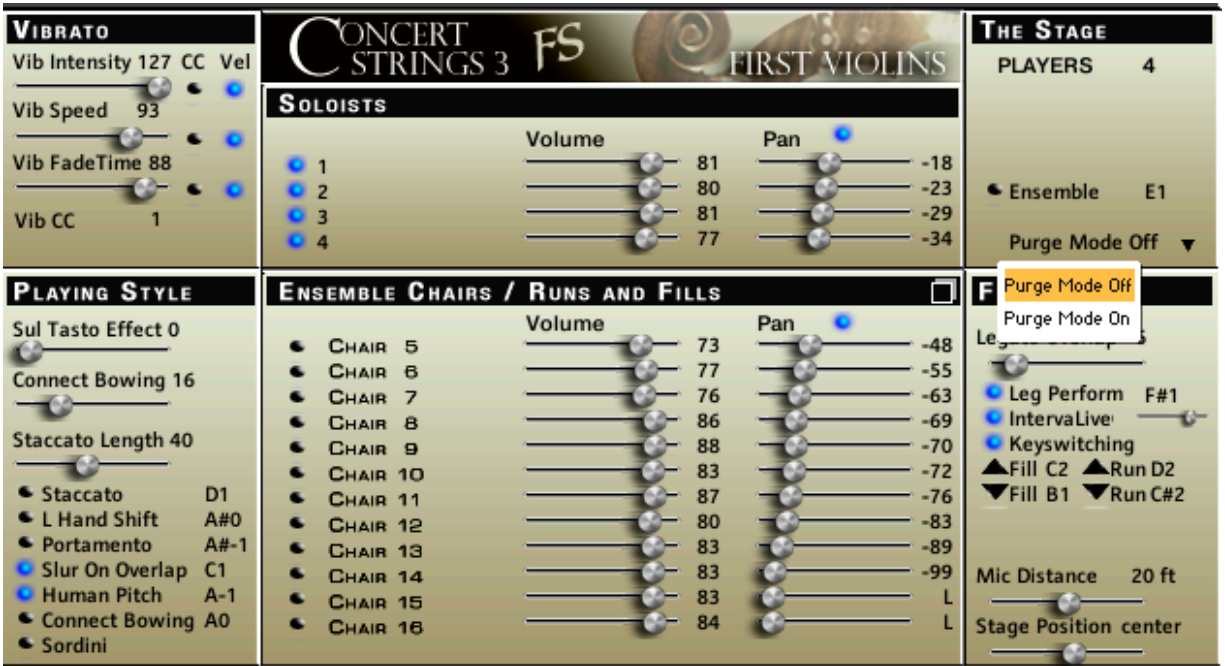 VIBRATO
Vib Intensity 127 CC Vel
Vib Speed 93
Vib FadeTime 88
Vib CC 1
CONCERT
STRINGS 3 FS
FIRST VIOLINS
SOLOISTS
Volume Pan
1 81 -18
2 80 -23
3 81 -29
4 77 -34
THE STAGE
PLAYERS 4
Ensemble E1
Purge Mode Off
Purge Mode Off
Purge Mode On
PLAYING STYLE
Sul Tasto Effect 0
Connect Bowing 16
Staccato Length 40
Staccato D1
L Hand Shift A#0
Portamento A#-1
Slur On Overlap C1
Human Pitch A-1
Connect Bowing A0
Sordini
ENSEMBLE CHAIRS / RUNS AND FILLS
Volume Pan
CHAIR 5 73 -48
CHAIR 6 77 -55
CHAIR 7 76 -63
CHAIR 8 86 -69
CHAIR 9 88 -70
CHAIR 10 83 -72
CHAIR 11 87 -76
CHAIR 12 80 -83
CHAIR 13 83 -89
CHAIR 14 83 -99
CHAIR 15 83 L
CHAIR 16 84 L
F
Leg Perform F#1
IntervaLive
Keyswitching
Fill C2 Run D2
Fill B1 Run C#2
Mic Distance 20 ft
Stage Position center